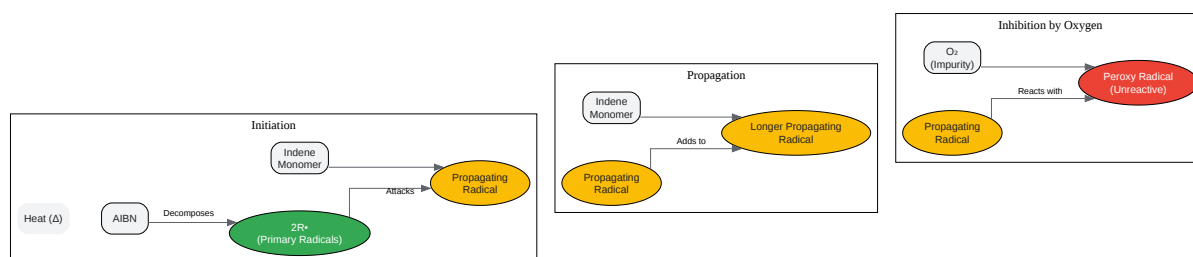 Initiation
Indene
Monomer
Propagating
Radical
Attacks
Heat (Δ)
AIBN
Decomposes
2R•
(Primary Radicals)
Propagation
Indene
Monomer
Longer Propagating
Radical
Adds to
Propagating
Radical
Inhibition by Oxygen
O₂
(Impurity)
Peroxy Radical
(Unreactive)
Reacts with
Propagating
Radical